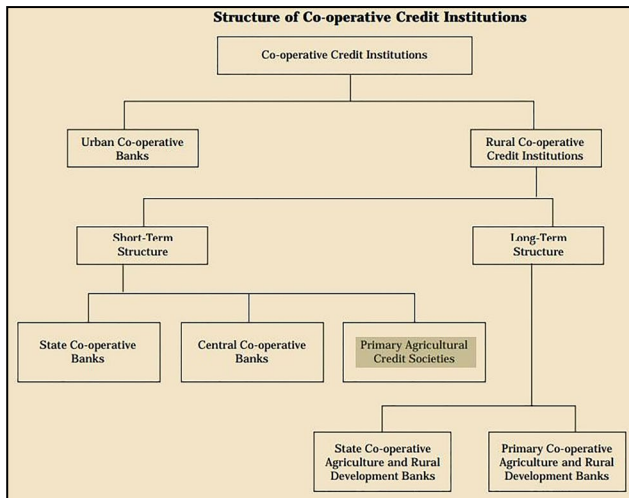 Structure of Co-operative Credit Institutions
Co-operative Credit Institutions
Urban Co-operative
Banks
Rural Co-operative
Credit Institutions
Short-Term
Structure
Long-Term
Structure
State Co-operative
Banks
Central Co-operative
Banks
Primary Agricultural
Credit Societies
State Co-operative
Agriculture and Rural
Development Banks
Primary Co-operative
Agriculture and Rural
Development Banks